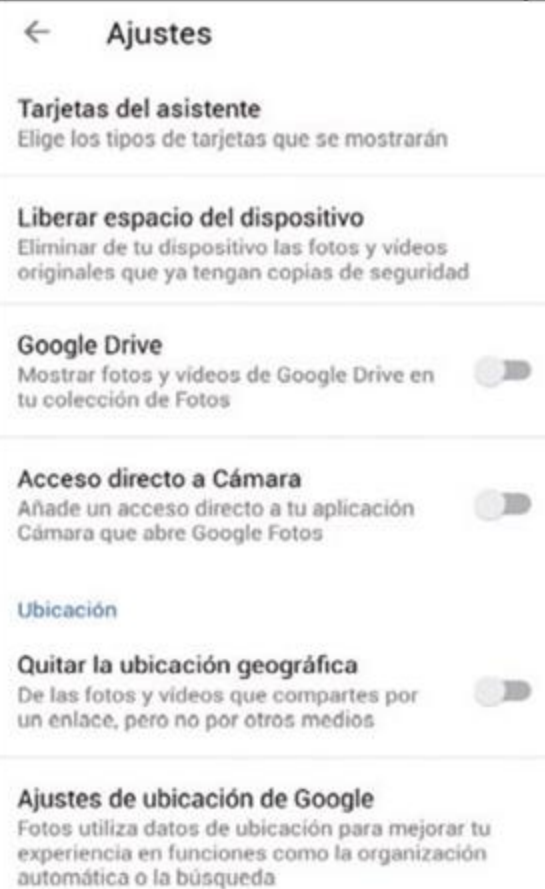 Ajustes
Tarjetas del asistente
Elige los tipos de tarjetas que se mostrarán
Liberar espacio del dispositivo
Eliminar de tu dispositivo las fotos y vídeos
originales que ya tengan copias de seguridad
Google Drive
Mostrar fotos y vídeos de Google Drive en
tu colección de Fotos
Acceso directo a Cámara
Añade un acceso directo a tu aplicación
Cámara que abre Google Fotos
Ubicación
Quitar la ubicación geográfica
De las fotos y vídeos que compartes por
un enlace, pero no por otros medios
Ajustes de ubicación de Google
Fotos utiliza datos de ubicación para mejorar tu
experiencia en funciones como la organización
automática o la búsqueda